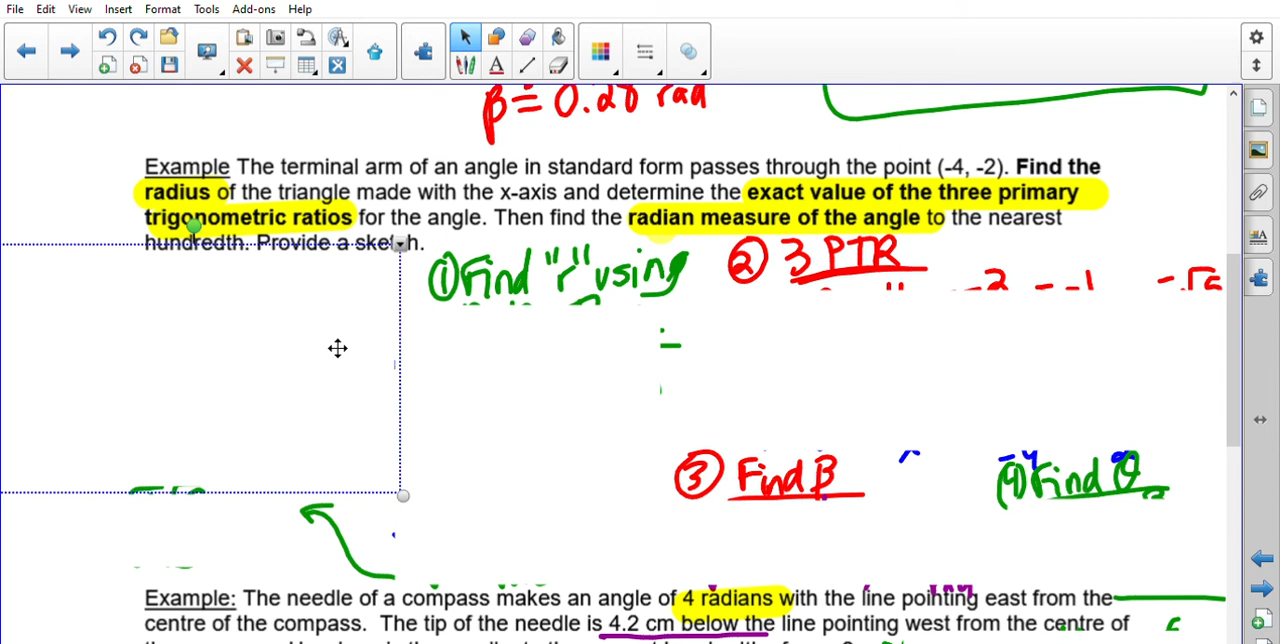 File Edit View Insert Format Tools Add-ons Help
β = 0.28 rad
Example The terminal arm of an angle in standard form passes through the point (-4, -2). Find the
radius of the triangle made with the x-axis and determine the exact value of the three primary
trigonometric ratios for the angle. Then find the radian measure of the angle to the nearest
hundredth. Provide a sketch.
① Find "r" using
② 3 PTR
③ Find β
④ Find θ
Example: The needle of a compass makes an angle of 4 radians with the line pointing east from the
centre of the compass. The tip of the needle is 4.2 cm below the line pointing west from the centre of